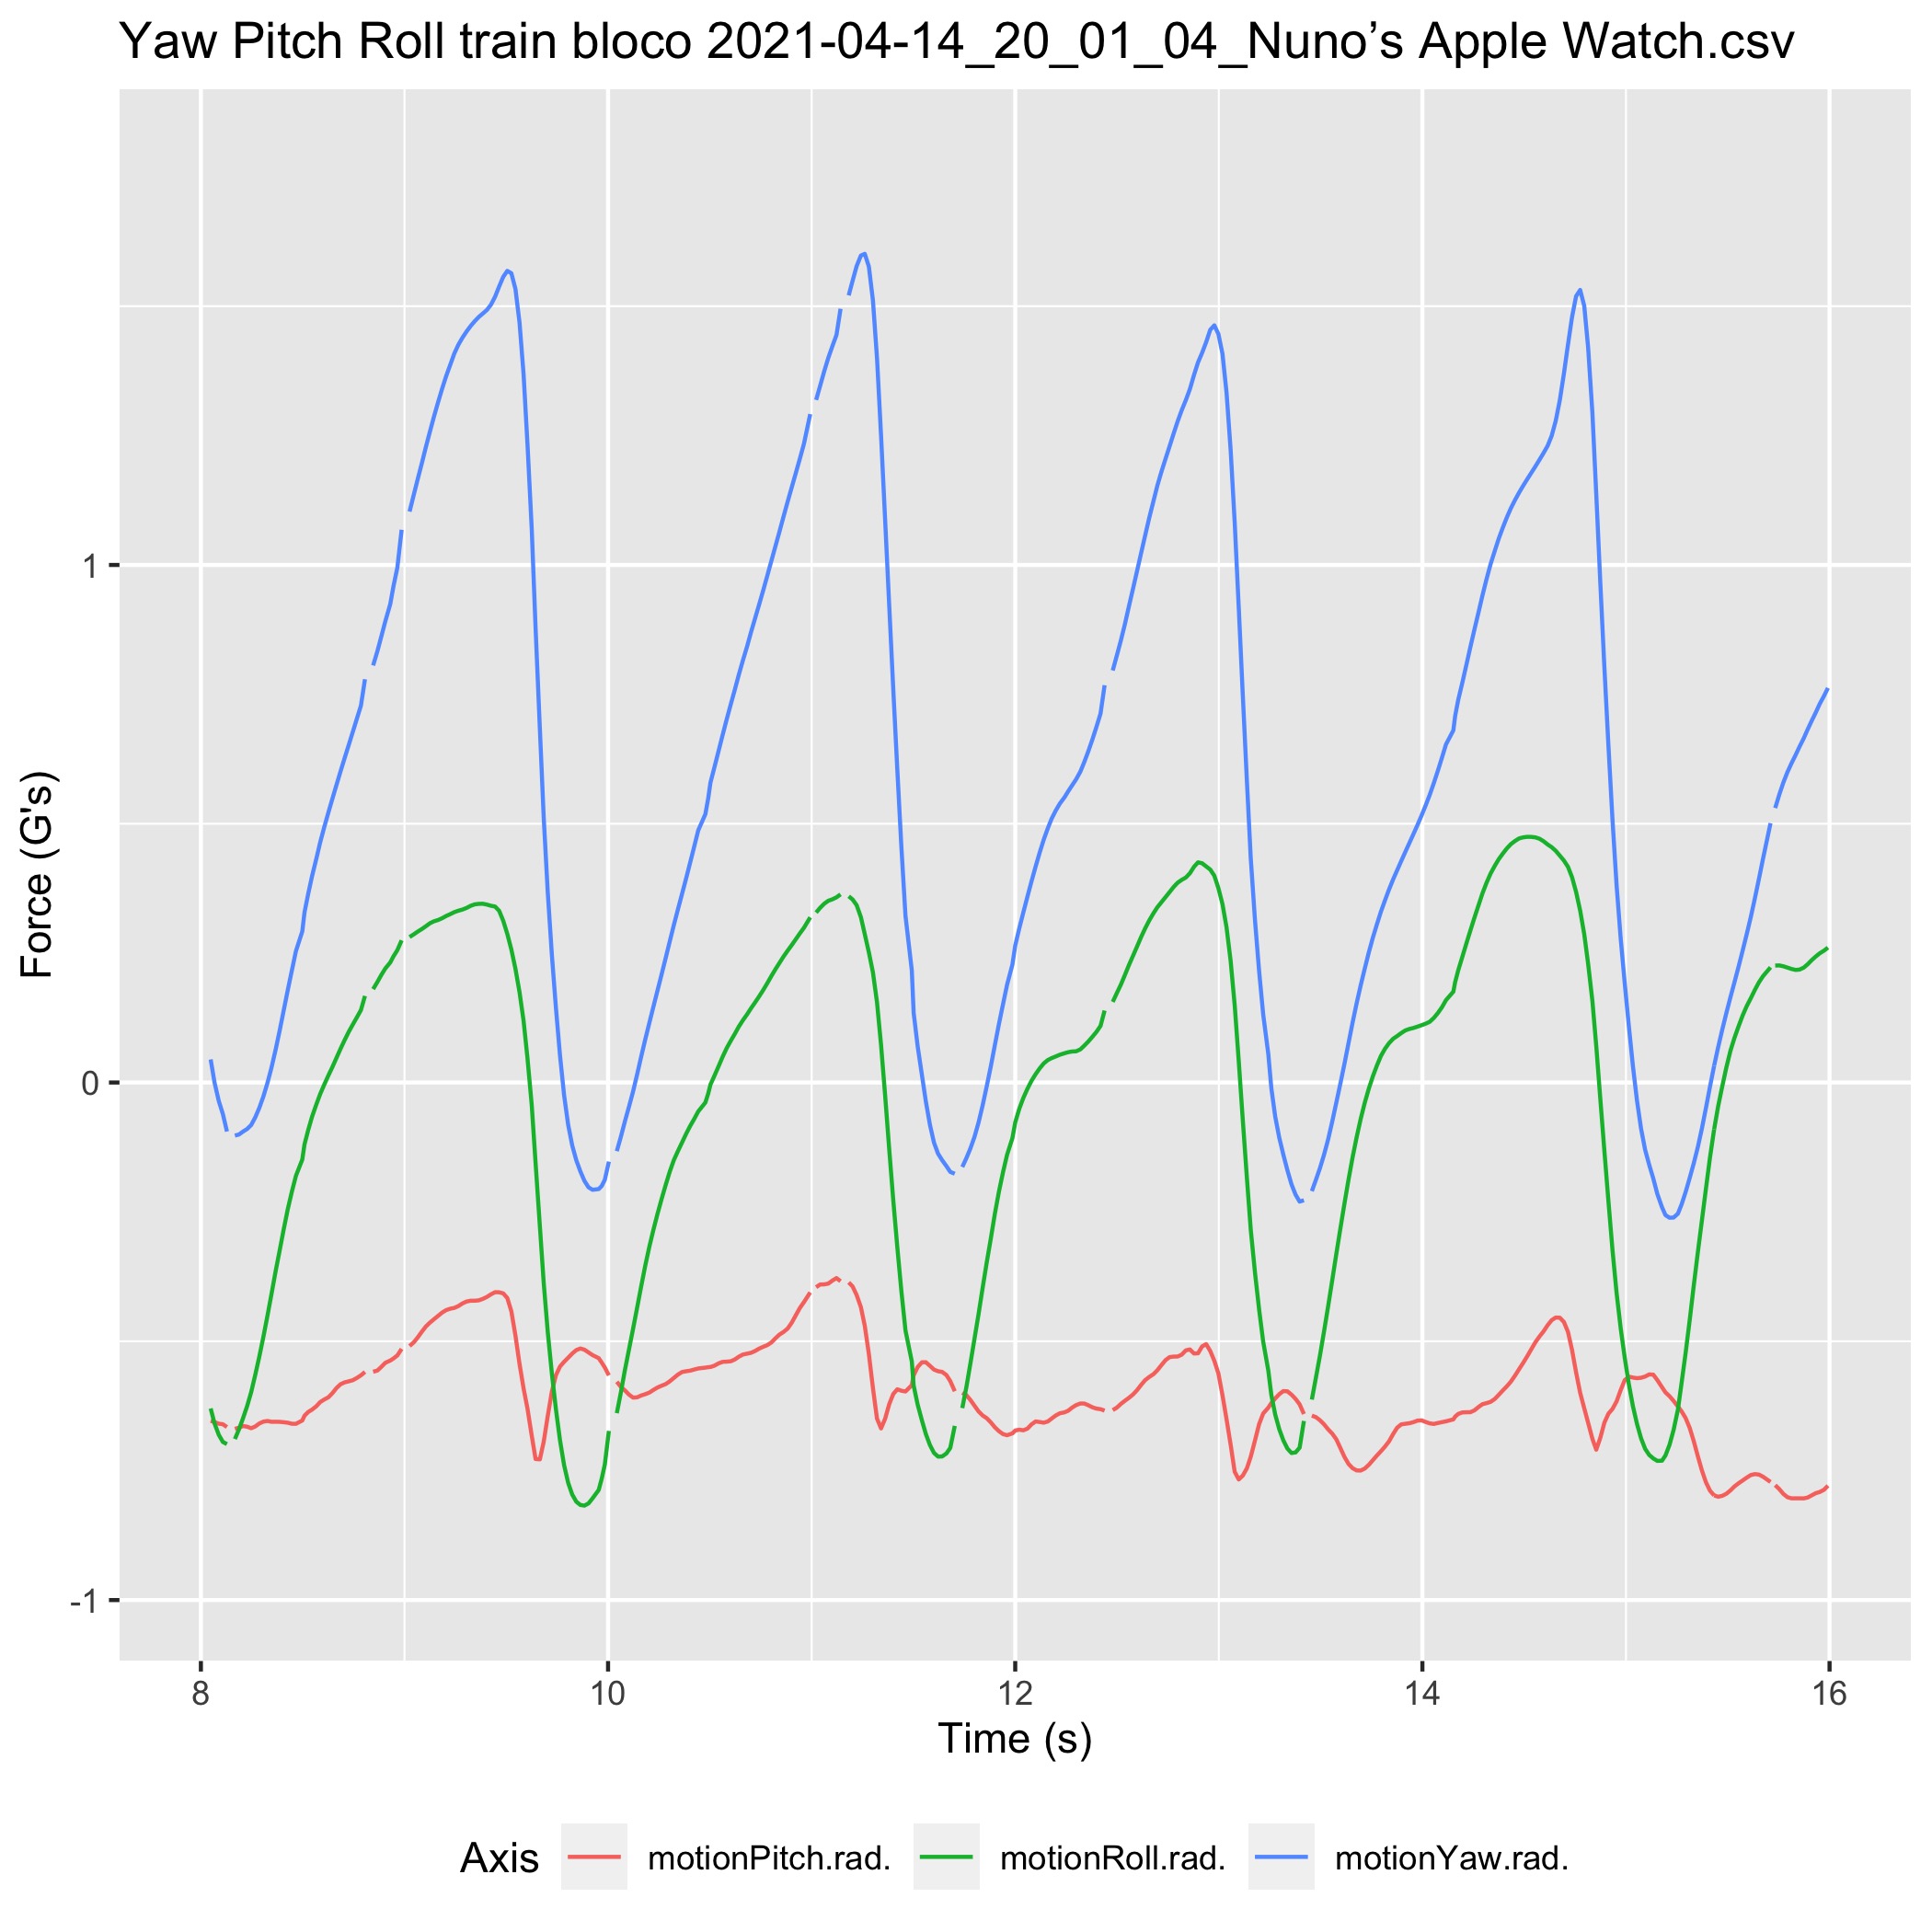 Yaw Pitch Roll train bloco 2021-04-14_20_01_04_Nuno’s Apple Watch.csv
Force (G's)
1
0
-1
8 10 12 14 16
Time (s)
Axis motionPitch.rad. motionRoll.rad. motionYaw.rad.